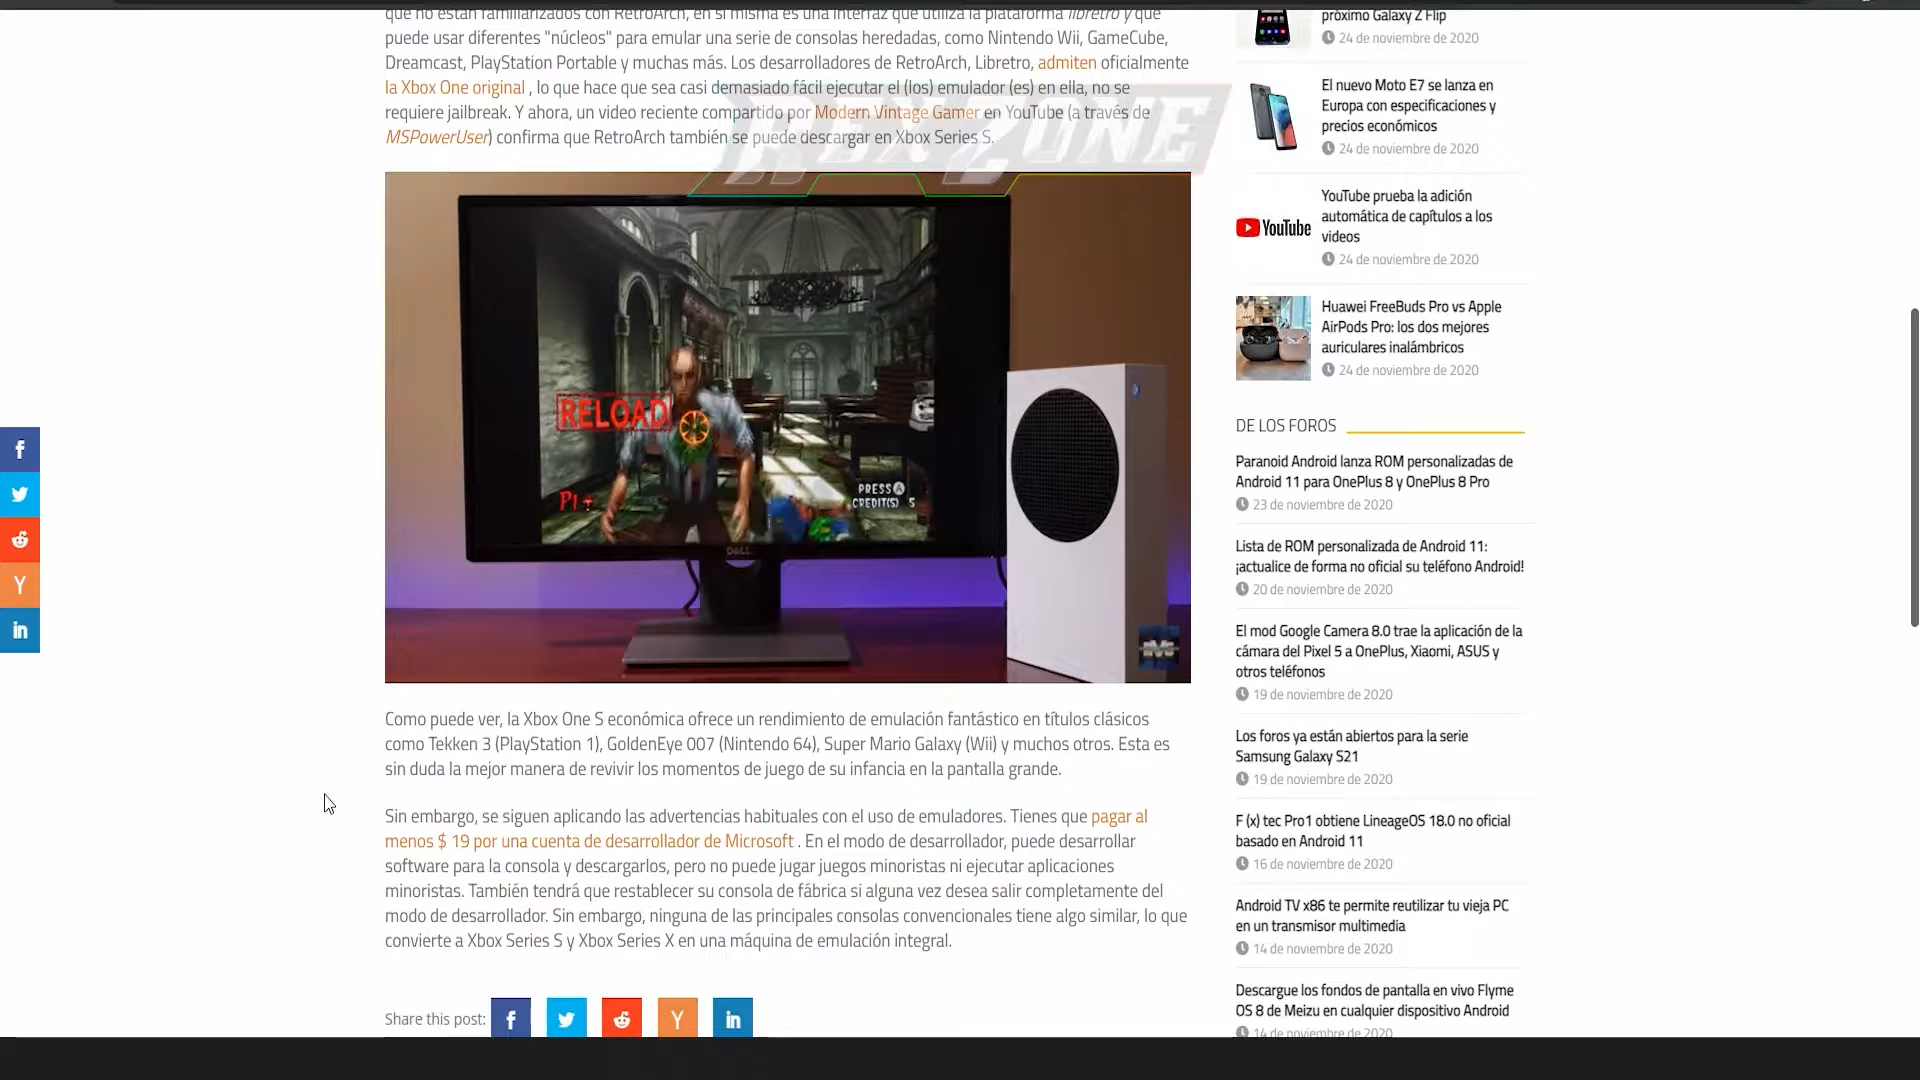 que no están familiarizados con RetroArch, en sí misma es una interfaz que utiliza la plataforma libretro y que
puede usar diferentes "núcleos" para emular una serie de consolas heredadas, como Nintendo Wii, GameCube,
Dreamcast, PlayStation Portable y muchas más. Los desarrolladores de RetroArch, Libretro, admiten oficialmente
la Xbox One original , lo que hace que sea casi demasiado fácil ejecutar el (los) emulador (es) en ella, no se
requiere jailbreak. Y ahora, un video reciente compartido por Modern Vintage Gamer en YouTube (a través de
MSPowerUser) confirma que RetroArch también se puede descargar en Xbox Series S.
ZONE
RELOAD
P1
PRESS A
CREDIT(S) 5
DELL
Como puede ver, la Xbox One S económica ofrece un rendimiento de emulación fantástico en títulos clásicos
como Tekken 3 (PlayStation 1), GoldenEye 007 (Nintendo 64), Super Mario Galaxy (Wii) y muchos otros. Esta es
sin duda la mejor manera de revivir los momentos de juego de su infancia en la pantalla grande.
Sin embargo, se siguen aplicando las advertencias habituales con el uso de emuladores. Tienes que pagar al
menos $ 19 por una cuenta de desarrollador de Microsoft . En el modo de desarrollador, puede desarrollar
software para la consola y descargarlos, pero no puede jugar juegos minoristas ni ejecutar aplicaciones
minoristas. También tendrá que restablecer su consola de fábrica si alguna vez desea salir completamente del
modo de desarrollador. Sin embargo, ninguna de las principales consolas convencionales tiene algo similar, lo que
convierte a Xbox Series S y Xbox Series X en una máquina de emulación integral.
Share this post:
próximo Galaxy Z Flip
24 de noviembre de 2020
El nuevo Moto E7 se lanza en
Europa con especificaciones y
precios económicos
24 de noviembre de 2020
YouTube
YouTube prueba la adición
automática de capítulos a los
videos
24 de noviembre de 2020
Huawei FreeBuds Pro vs Apple
AirPods Pro: los dos mejores
auriculares inalámbricos
24 de noviembre de 2020
DE LOS FOROS
Paranoid Android lanza ROM personalizadas de
Android 11 para OnePlus 8 y OnePlus 8 Pro
23 de noviembre de 2020
Lista de ROM personalizada de Android 11:
¡actualice de forma no oficial su teléfono Android!
20 de noviembre de 2020
El mod Google Camera 8.0 trae la aplicación de la
cámara del Pixel 5 a OnePlus, Xiaomi, ASUS y
otros teléfonos
19 de noviembre de 2020
Los foros ya están abiertos para la serie
Samsung Galaxy S21
19 de noviembre de 2020
F (x) tec Pro1 obtiene LineageOS 18.0 no oficial
basado en Android 11
16 de noviembre de 2020
Android TV x86 te permite reutilizar tu vieja PC
en un transmisor multimedia
14 de noviembre de 2020
Descargue los fondos de pantalla en vivo Flyme
OS 8 de Meizu en cualquier dispositivo Android
14 de noviembre de 2020